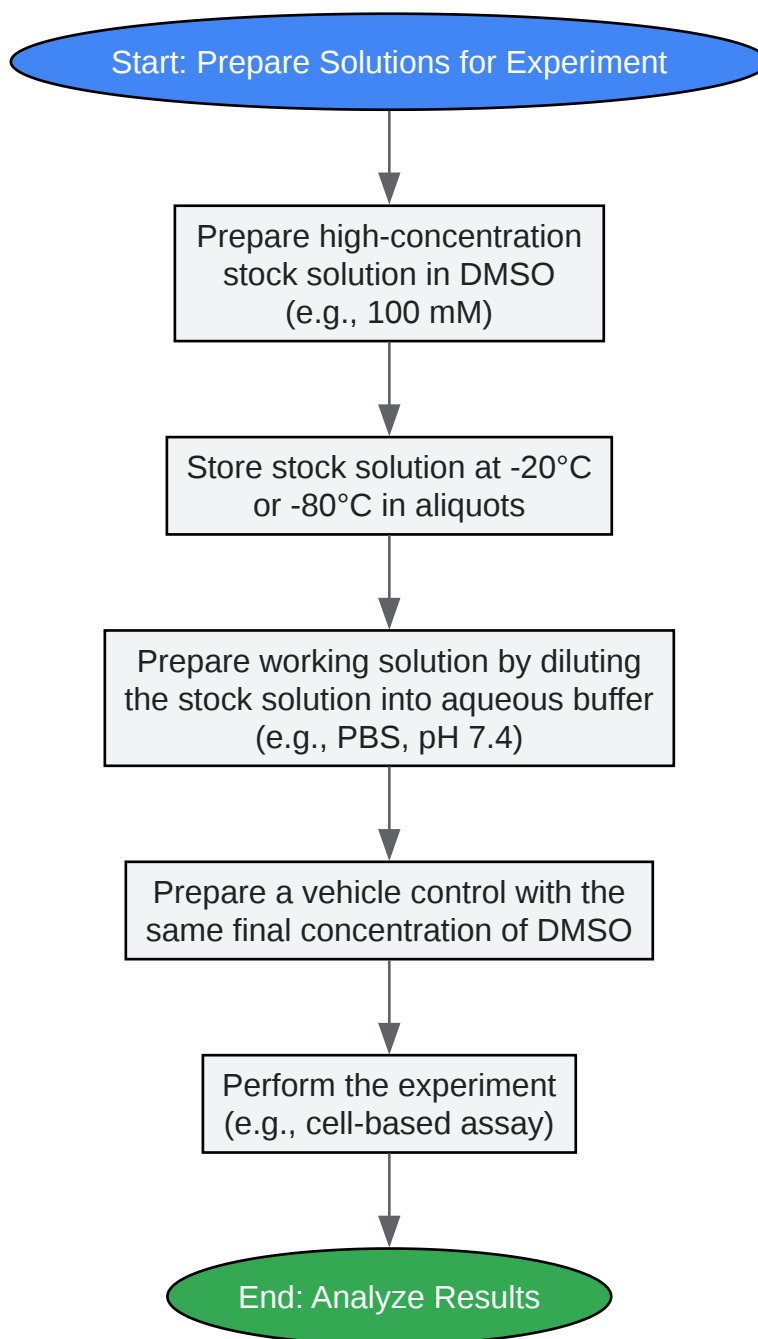 Start: Prepare Solutions for Experiment
Prepare high-concentration
stock solution in DMSO
(e.g., 100 mM)
Store stock solution at -20°C
or -80°C in aliquots
Prepare working solution by diluting
the stock solution into aqueous buffer
(e.g., PBS, pH 7.4)
Prepare a vehicle control with the
same final concentration of DMSO
Perform the experiment
(e.g., cell-based assay)
End: Analyze Results